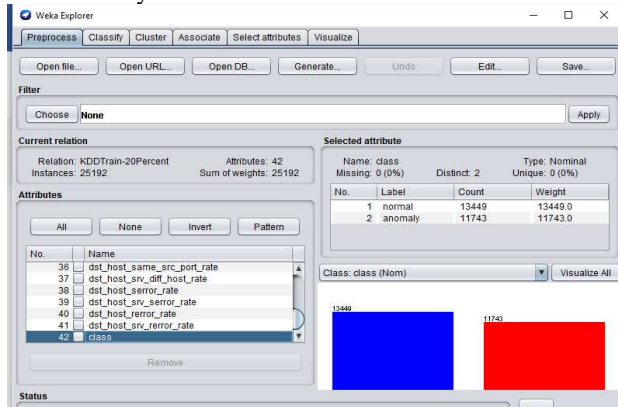 Weka Explorer
Preprocess Classify Cluster Associate Select attributes Visualize
Open file... Open URL... Open DB... Generate... Undo Edit... Save...
Filter
Choose None Apply
Current relation
Relation: KDDTrain-20Percent Attributes: 42
Instances: 25192 Sum of weights: 25192
Selected attribute
Name: class Type: Nominal
Missing: 0 (0%) Distinct: 2 Unique: 0 (0%)
No. Label Count Weight
1 normal 13449 13449.0
2 anomaly 11743 11743.0
Attributes
All None Invert Pattern
No. Name
36 dst_host_same_src_port_rate
37 dst_host_srv_diff_host_rate
38 dst_host_serror_rate
39 dst_host_srv_serror_rate
40 dst_host_rerror_rate
41 dst_host_srv_rerror_rate
42 class
Remove
Class: class (Nom) Visualize All
13449
11743
Status